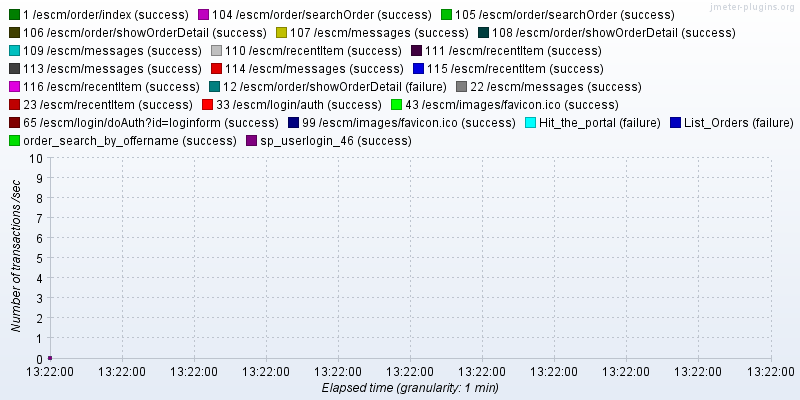 jmeter-plugins.org
1 /escm/order/index (success) 104 /escm/order/searchOrder (success) 105 /escm/order/searchOrder (success)
106 /escm/order/showOrderDetail (success) 107 /escm/messages (success) 108 /escm/order/showOrderDetail (success)
109 /escm/messages (success) 110 /escm/recentItem (success) 111 /escm/recentItem (success)
113 /escm/messages (success) 114 /escm/messages (success) 115 /escm/recentItem (success)
116 /escm/recentItem (success) 12 /escm/order/showOrderDetail (failure) 22 /escm/messages (success)
23 /escm/recentItem (success) 33 /escm/login/auth (success) 43 /escm/images/favicon.ico (success)
65 /escm/login/doAuth?id=loginform (success) 99 /escm/images/favicon.ico (success) Hit_the_portal (failure) List_Orders (failure)
order_search_by_offername (success) sp_userlogin_46 (success)
Number of transactions /sec
10
9
8
7
6
5
4
3
2
1
0
13:22:00 13:22:00 13:22:00 13:22:00 13:22:00 13:22:00 13:22:00 13:22:00 13:22:00 13:22:00 13:22:00
Elapsed time (granularity: 1 min)